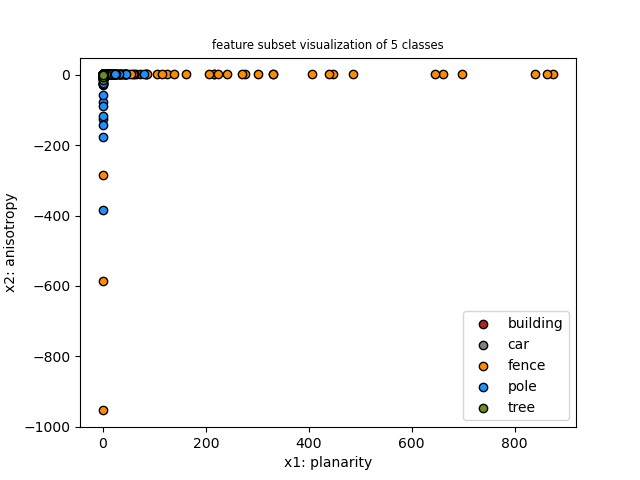 feature subset visualization of 5 classes
x2: anisotropy
0
−200
−400
−600
−800
−1000
0
200
400
600
800
x1: planarity
building
car
fence
pole
tree